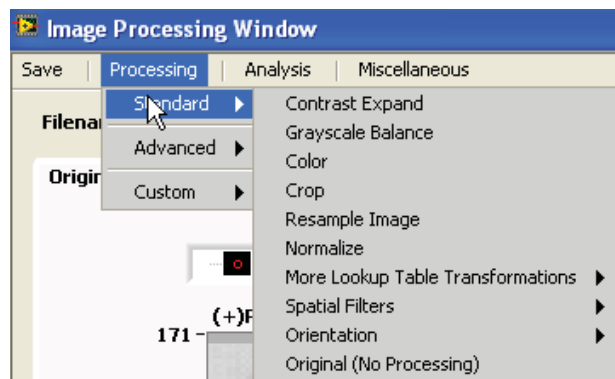 Image Processing Window
Save | Processing | Analysis | Miscellaneous
Standard
Advanced
Custom
Contrast Expand
Grayscale Balance
Color
Crop
Resample Image
Normalize
More Lookup Table Transformations
Spatial Filters
Orientation
Original (No Processing)
171